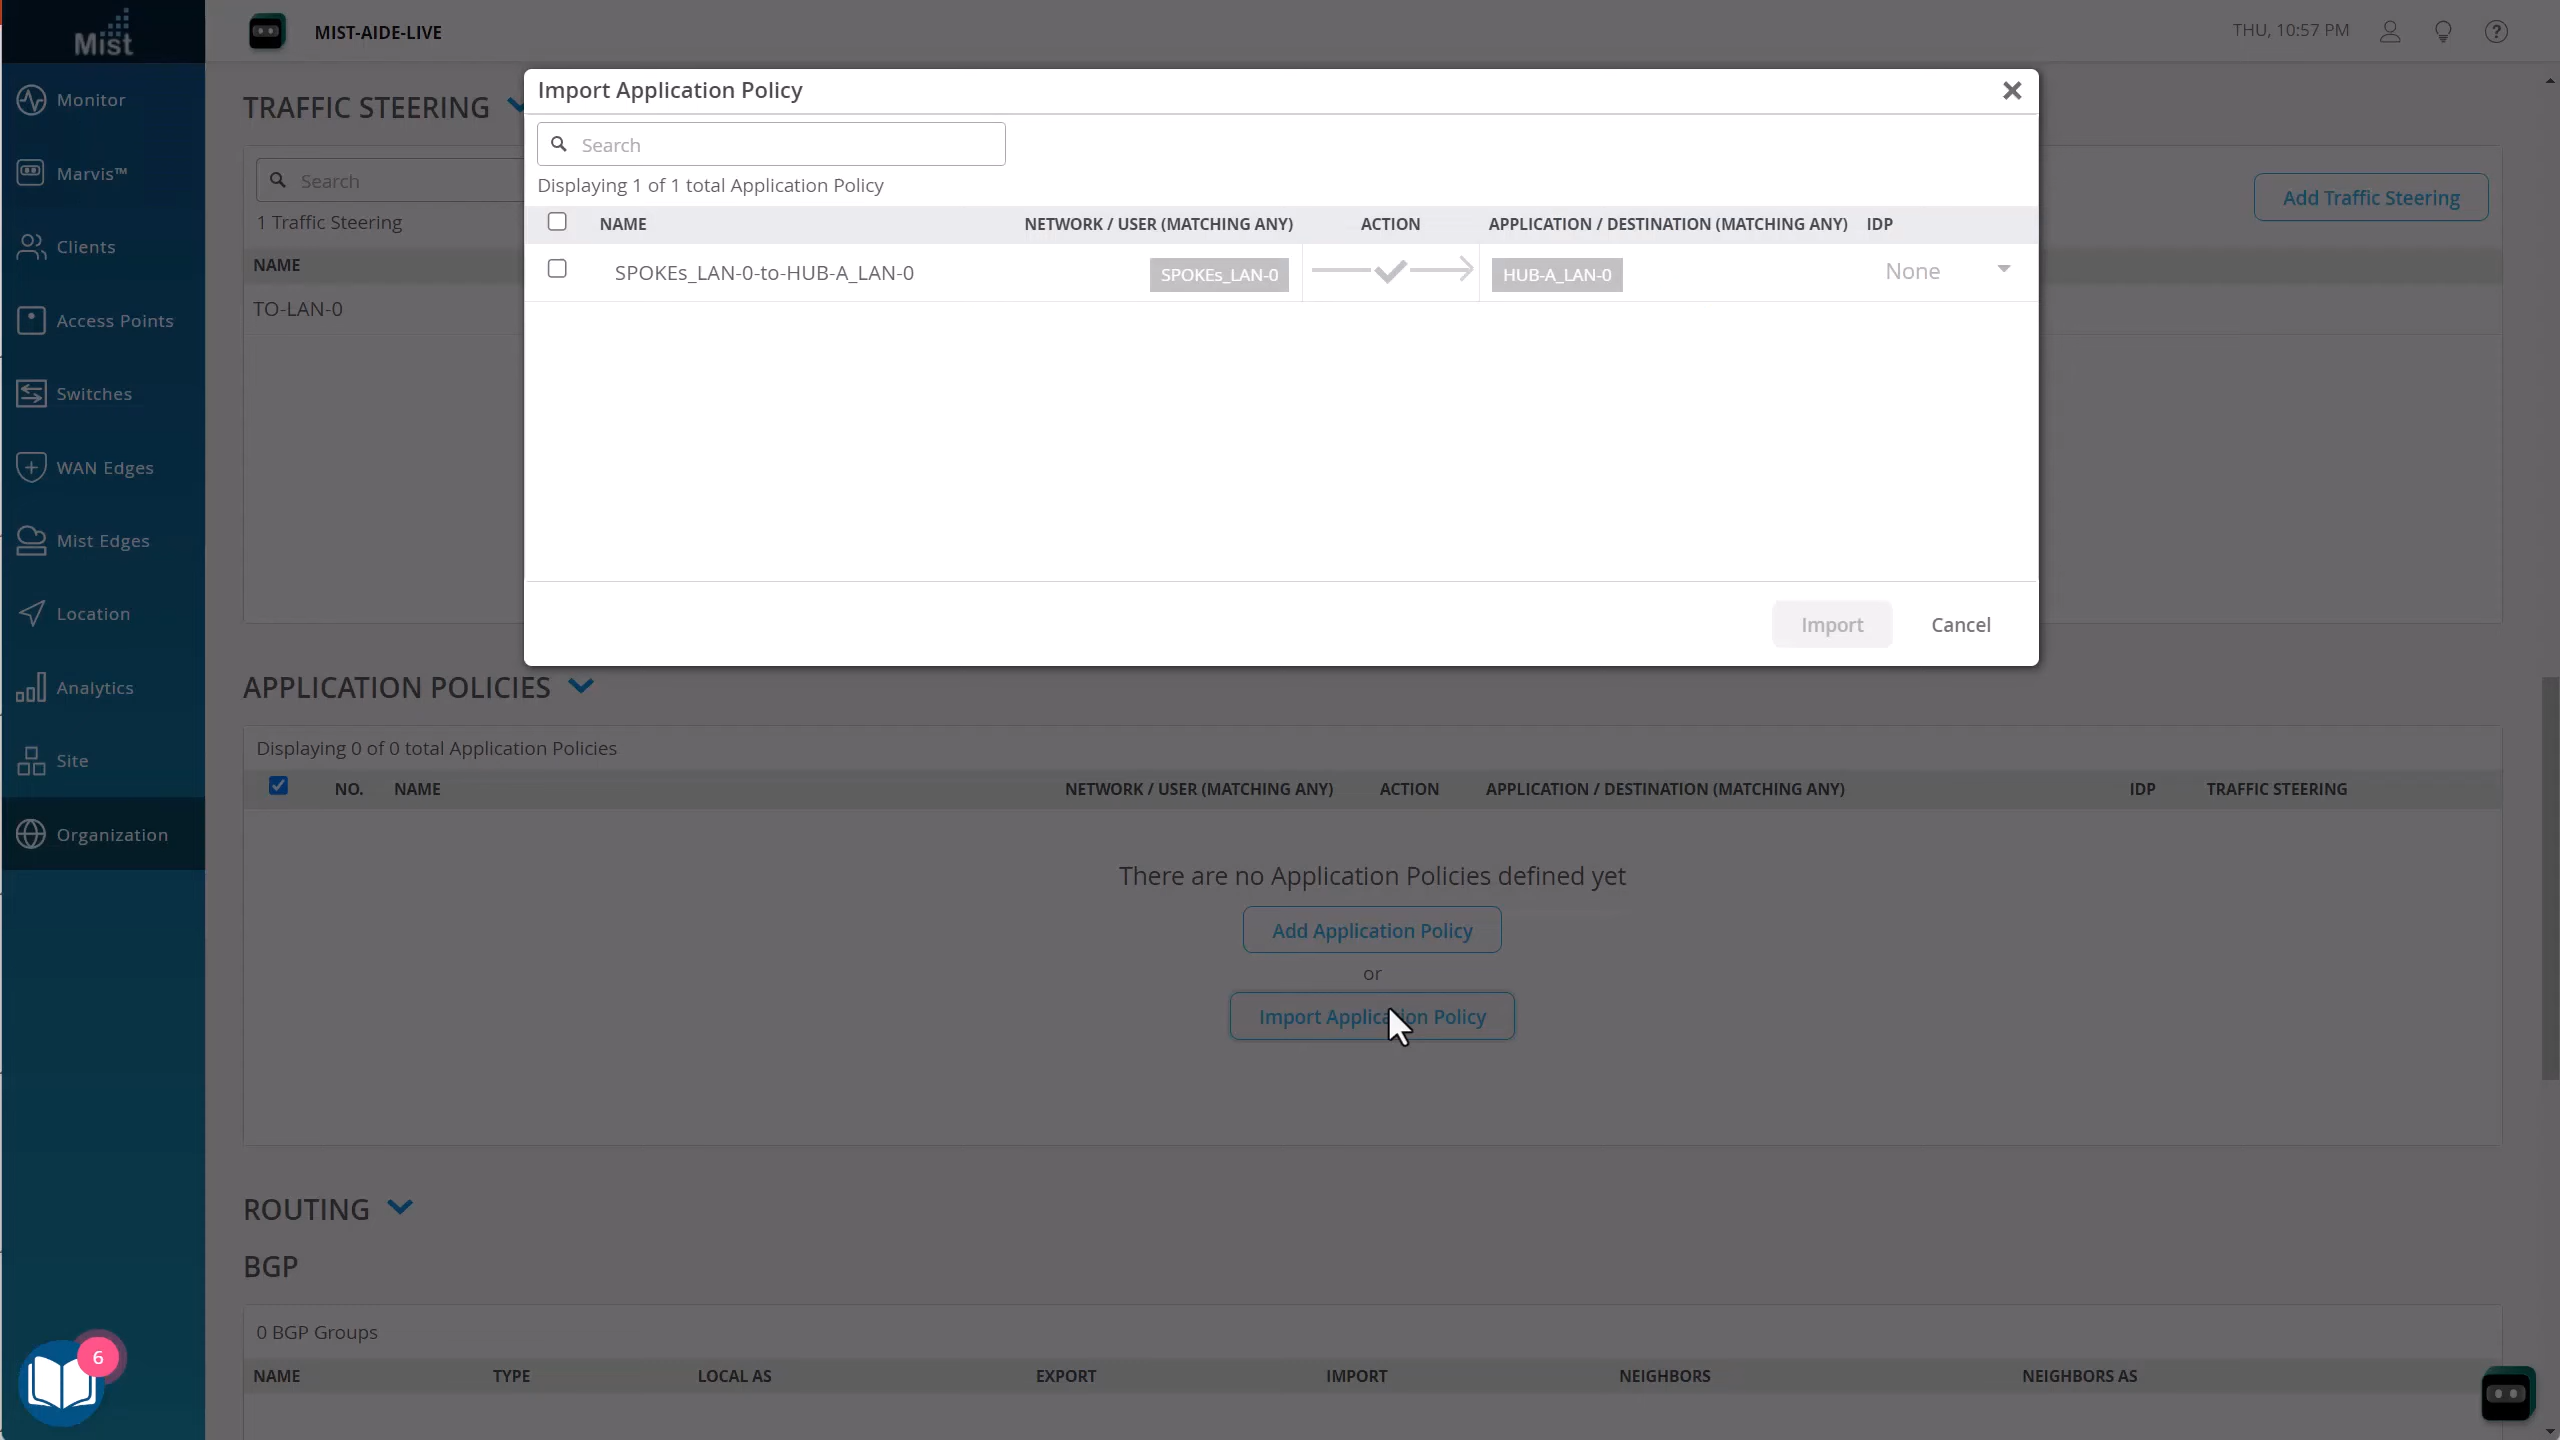 Mist
MIST-AIDE-LIVE
THU, 10:57 PM
Monitor
Marvis™
Clients
Access Points
Switches
WAN Edges
Mist Edges
Location
Analytics
Site
Organization
6
TRAFFIC STEERING
Search
1 Traffic Steering
Add Traffic Steering
NAME
TO-LAN-0
Import Application Policy
Search
Displaying 1 of 1 total Application Policy
NAME NETWORK / USER (MATCHING ANY) ACTION APPLICATION / DESTINATION (MATCHING ANY) IDP
SPOKEs_LAN-0-to-HUB-A_LAN-0 SPOKEs_LAN-0 HUB-A_LAN-0 None
Import Cancel
APPLICATION POLICIES
Displaying 0 of 0 total Application Policies
NO. NAME NETWORK / USER (MATCHING ANY) ACTION APPLICATION / DESTINATION (MATCHING ANY) IDP TRAFFIC STEERING
There are no Application Policies defined yet
Add Application Policy
or
Import Application Policy
ROUTING
BGP
0 BGP Groups
NAME TYPE LOCAL AS EXPORT IMPORT NEIGHBORS NEIGHBORS AS